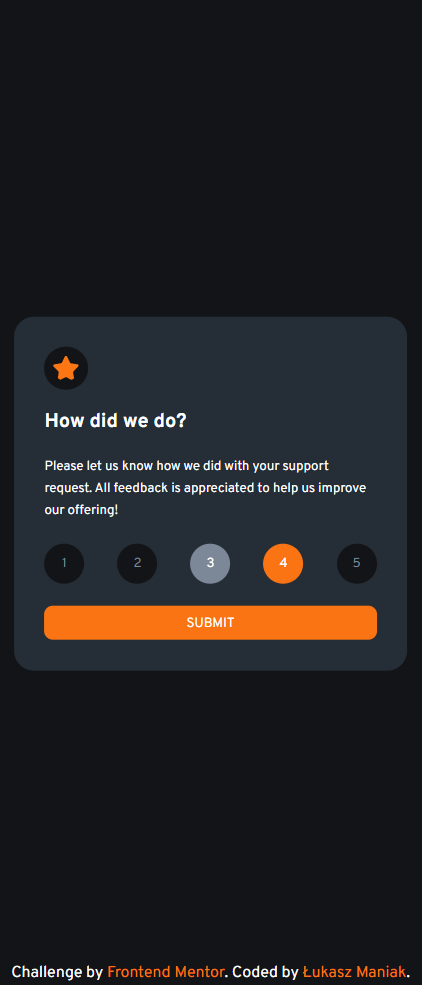 How did we do?
Please let us know how we did with your support
request. All feedback is appreciated to help us improve
our offering!
1 2 3 4 5
SUBMIT
Challenge by Frontend Mentor. Coded by Łukasz Maniak.